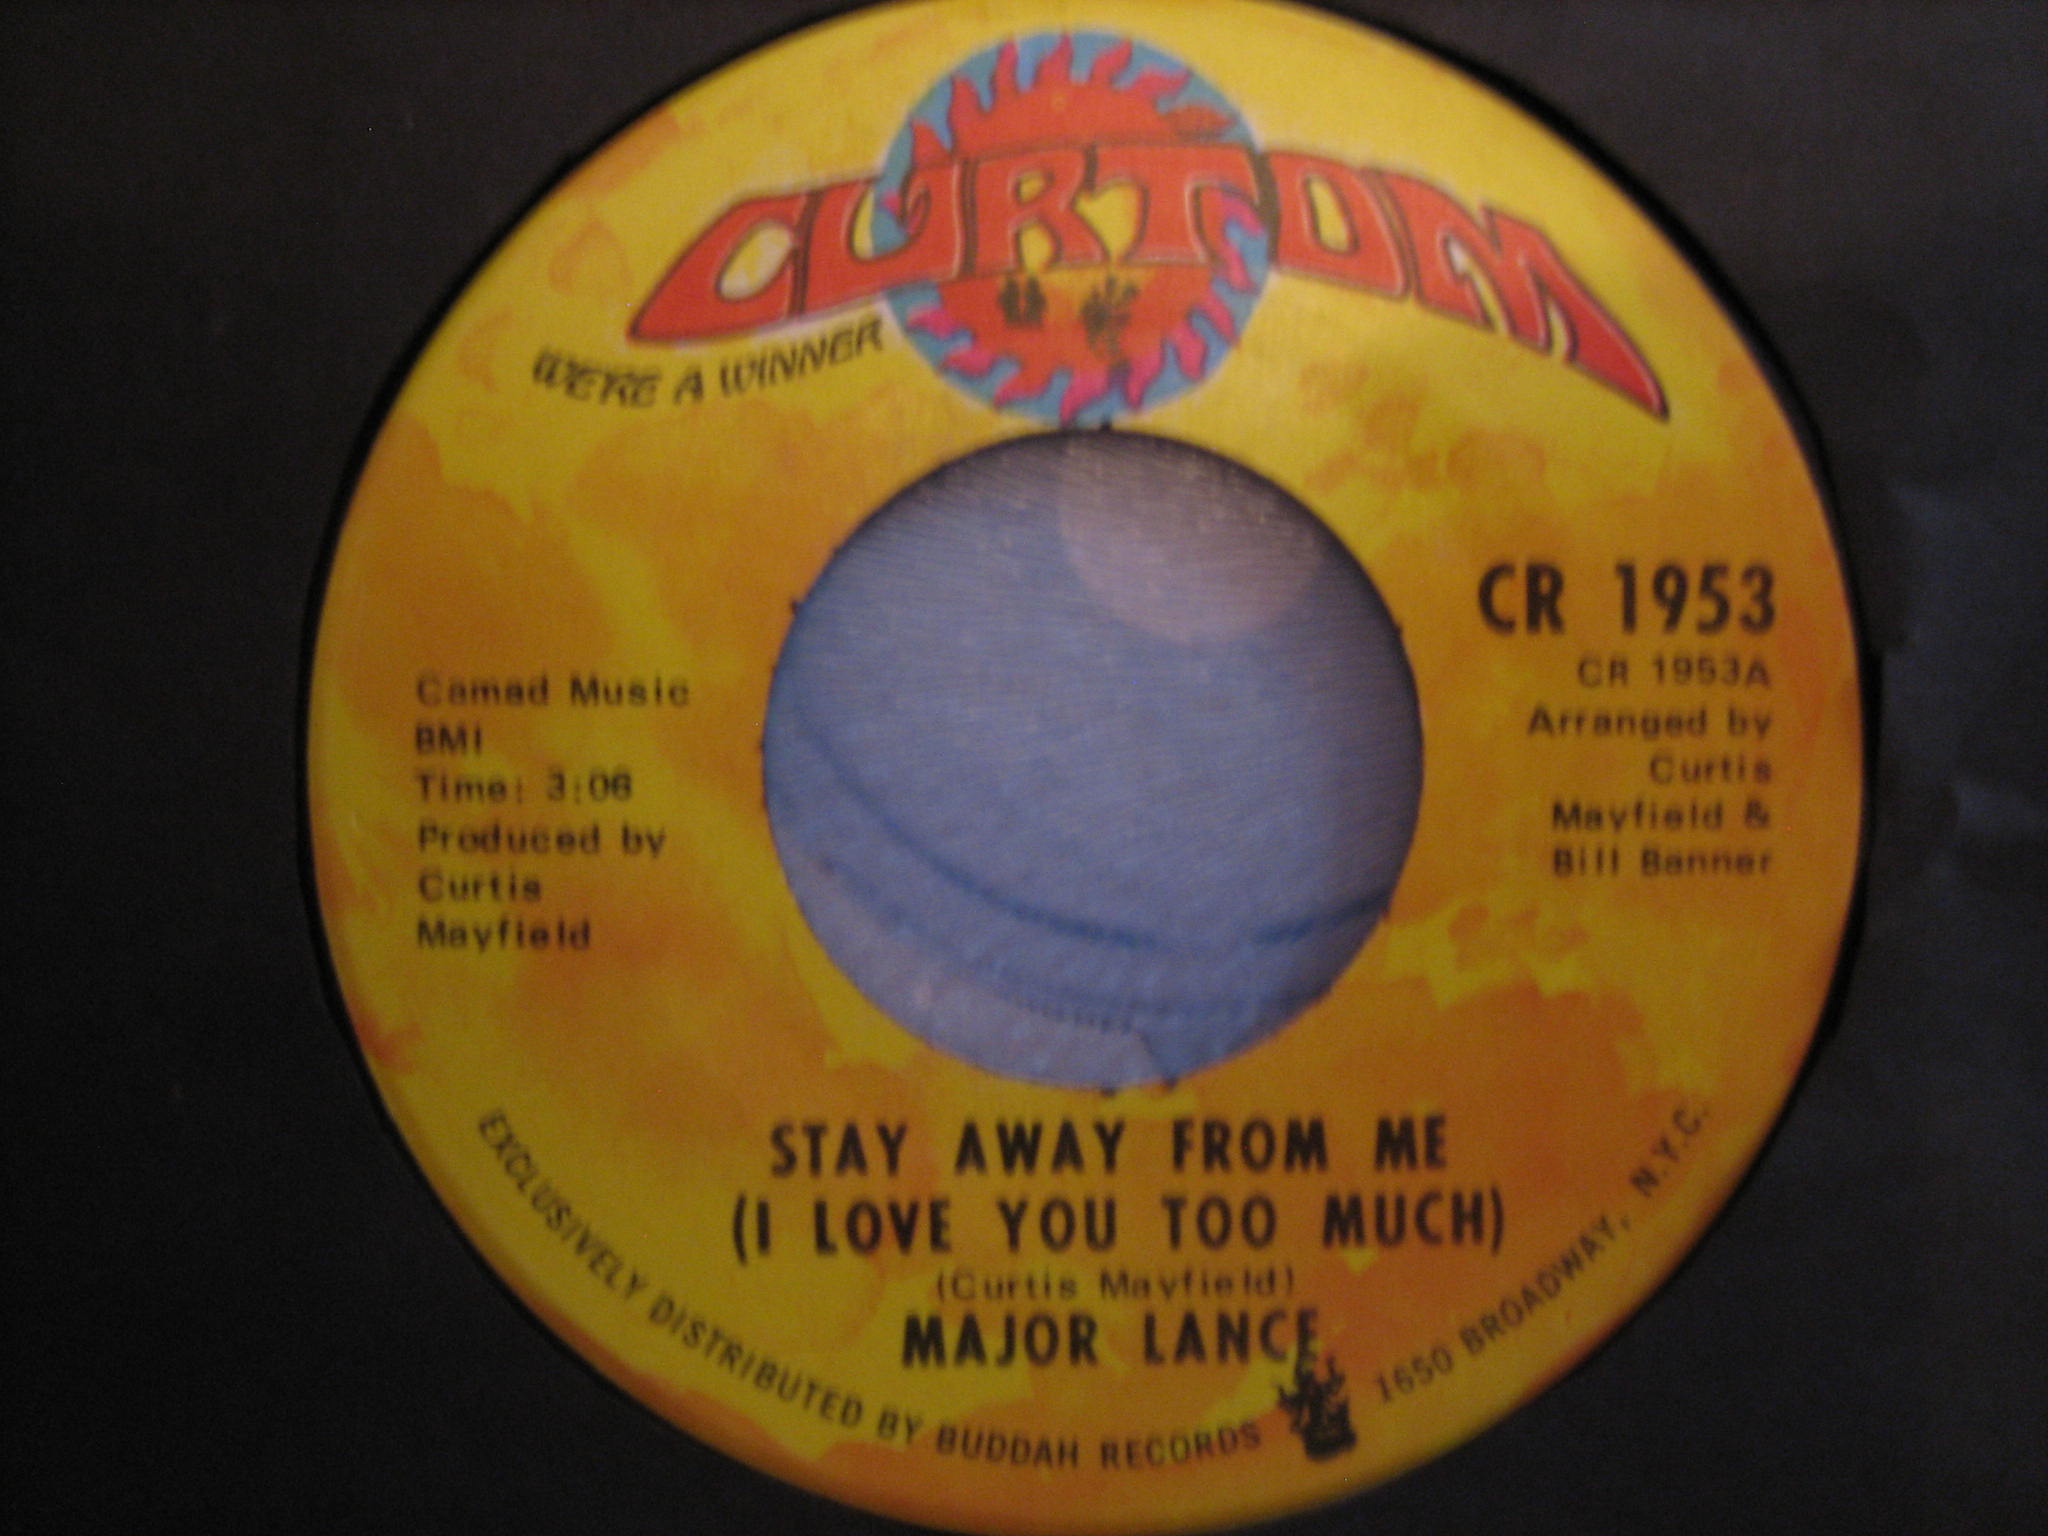 CURTOM
WE'RE A WINNER
CR 1953
CR 1953A
Arranged by
Curtis
Mayfield &
Bill Banner
Camad Music
BMI
Time: 3:06
Produced by
Curtis
Mayfield
STAY AWAY FROM ME
(I LOVE YOU TOO MUCH)
(Curtis Mayfield)
MAJOR LANCE
EXCLUSIVELY DISTRIBUTED BY BUDDAH RECORDS 1650 BROADWAY, N.Y.C.